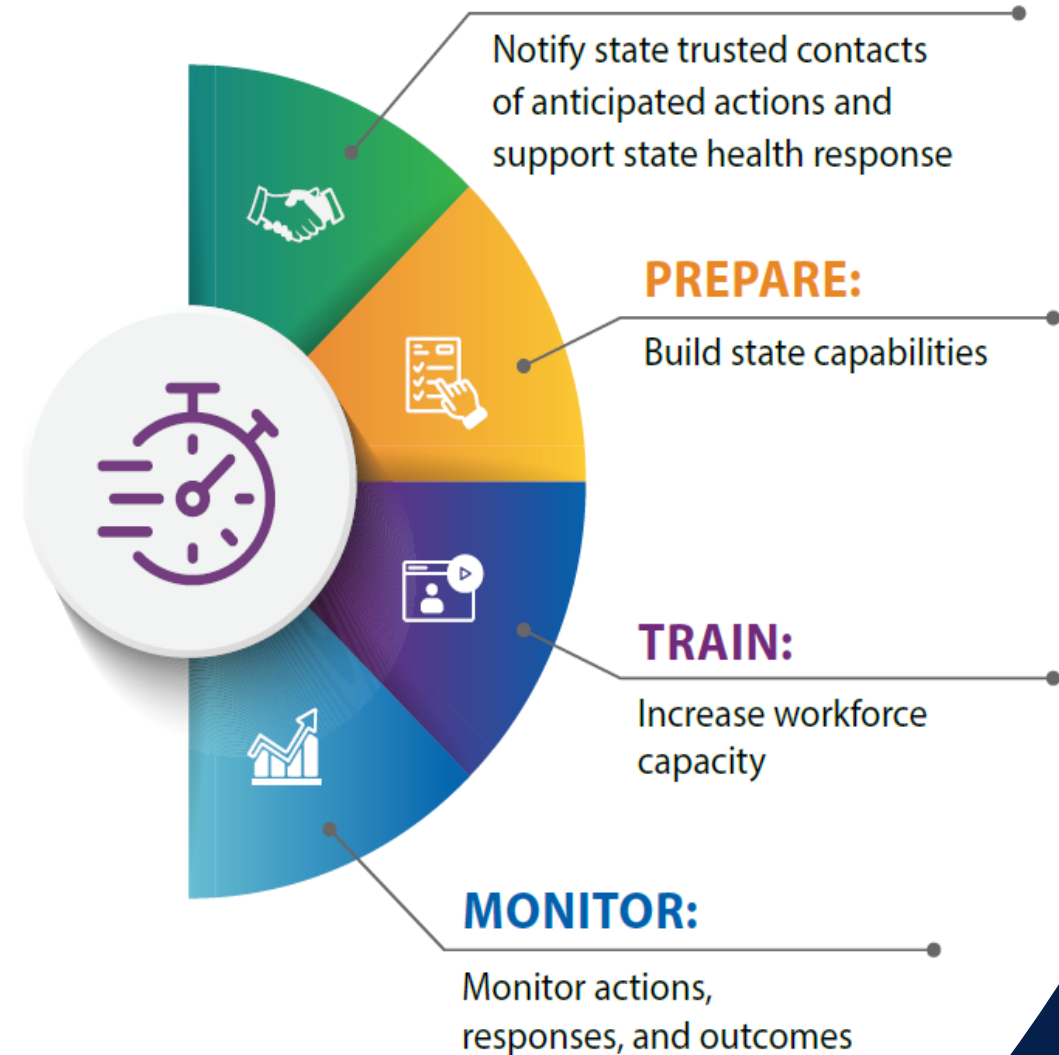 Notify state trusted contacts
of anticipated actions and
support state health response
PREPARE:
Build state capabilities
TRAIN:
Increase workforce
capacity
MONITOR:
Monitor actions,
responses, and outcomes